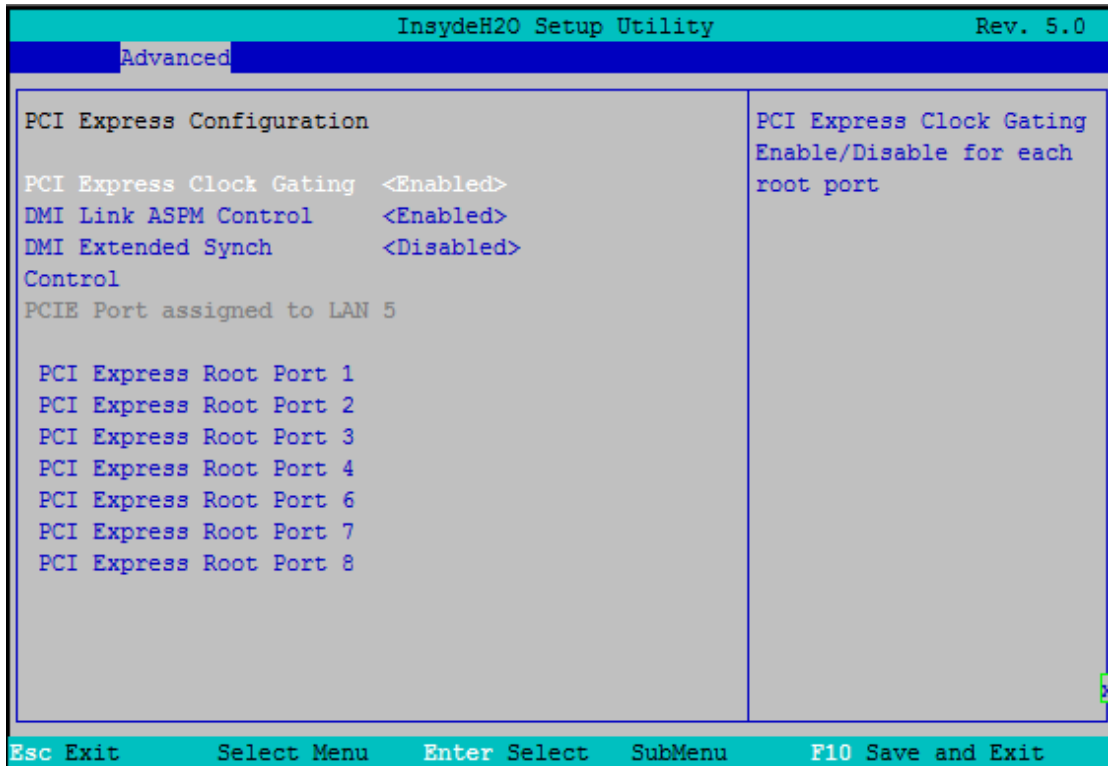 InsydeH2O Setup Utility Rev. 5.0
Advanced
PCI Express Configuration
PCI Express Clock Gating <Enabled>
DMI Link ASPM Control <Enabled>
DMI Extended Synch <Disabled>
Control
PCIE Port assigned to LAN 5
PCI Express Root Port 1
PCI Express Root Port 2
PCI Express Root Port 3
PCI Express Root Port 4
PCI Express Root Port 6
PCI Express Root Port 7
PCI Express Root Port 8
PCI Express Clock Gating
Enable/Disable for each
root port
Esc Exit Select Menu Enter Select SubMenu F10 Save and Exit